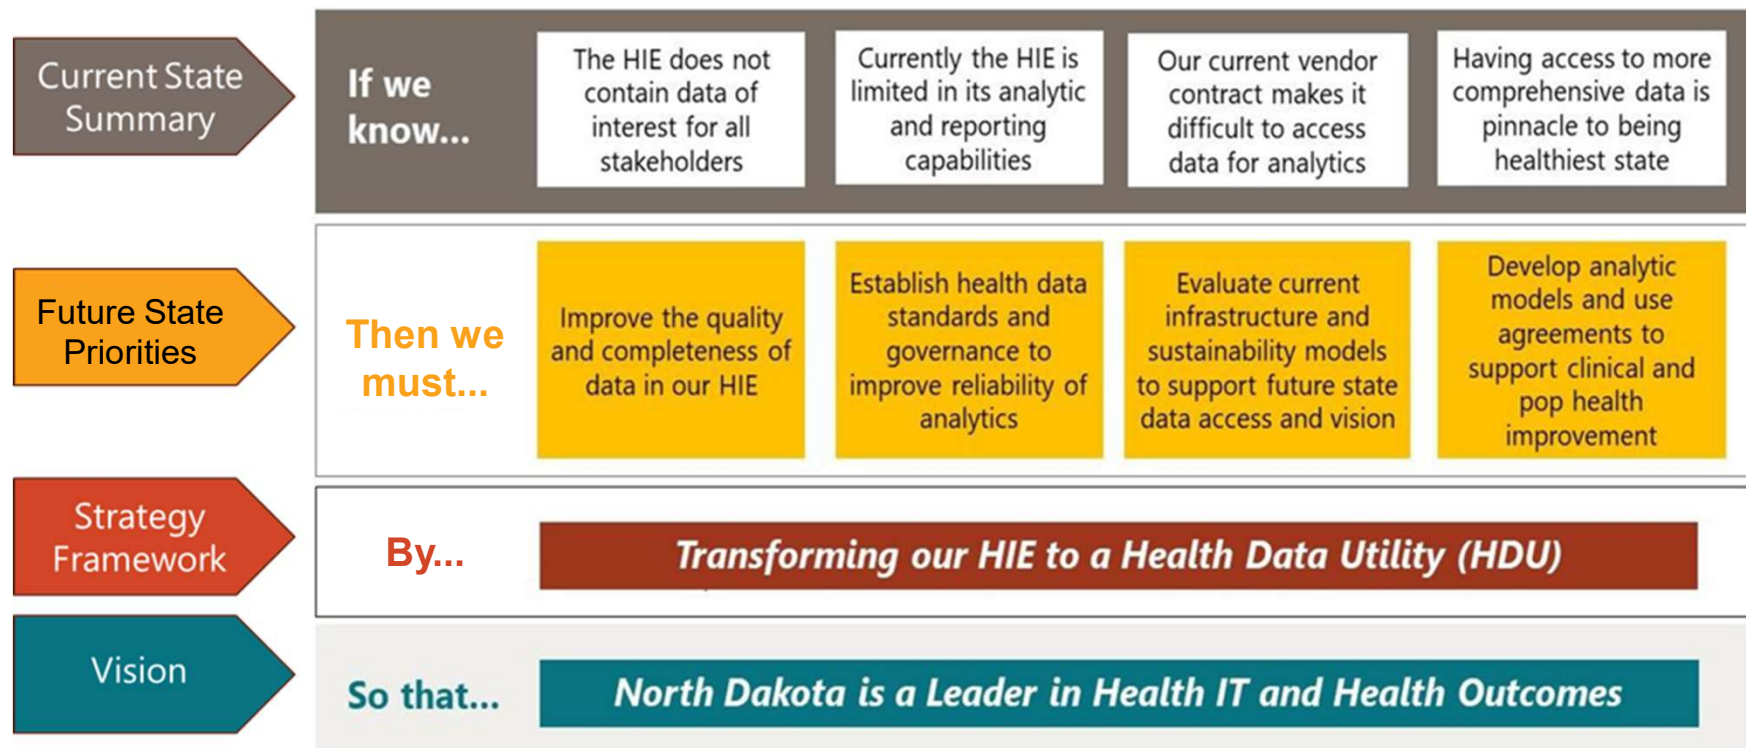 Current State
Summary
If we
know...
The HIE does not
contain data of
interest for all
stakeholders
Currently the HIE is
limited in its analytic
and reporting
capabilities
Our current vendor
contract makes it
difficult to access
data for analytics
Having access to more
comprehensive data is
pinnacle to being
healthiest state
Future State
Priorities
Then we
must...
Improve the quality
and completeness of
data in our HIE
Establish health data
standards and
governance to
improve reliability of
analytics
Evaluate current
infrastructure and
sustainability models
to support future state
data access and vision
Develop analytic
models and use
agreements to
support clinical and
pop health
improvement
Strategy
Framework
By...
Transforming our HIE to a Health Data Utility (HDU)
Vision
So that...
North Dakota is a Leader in Health IT and Health Outcomes